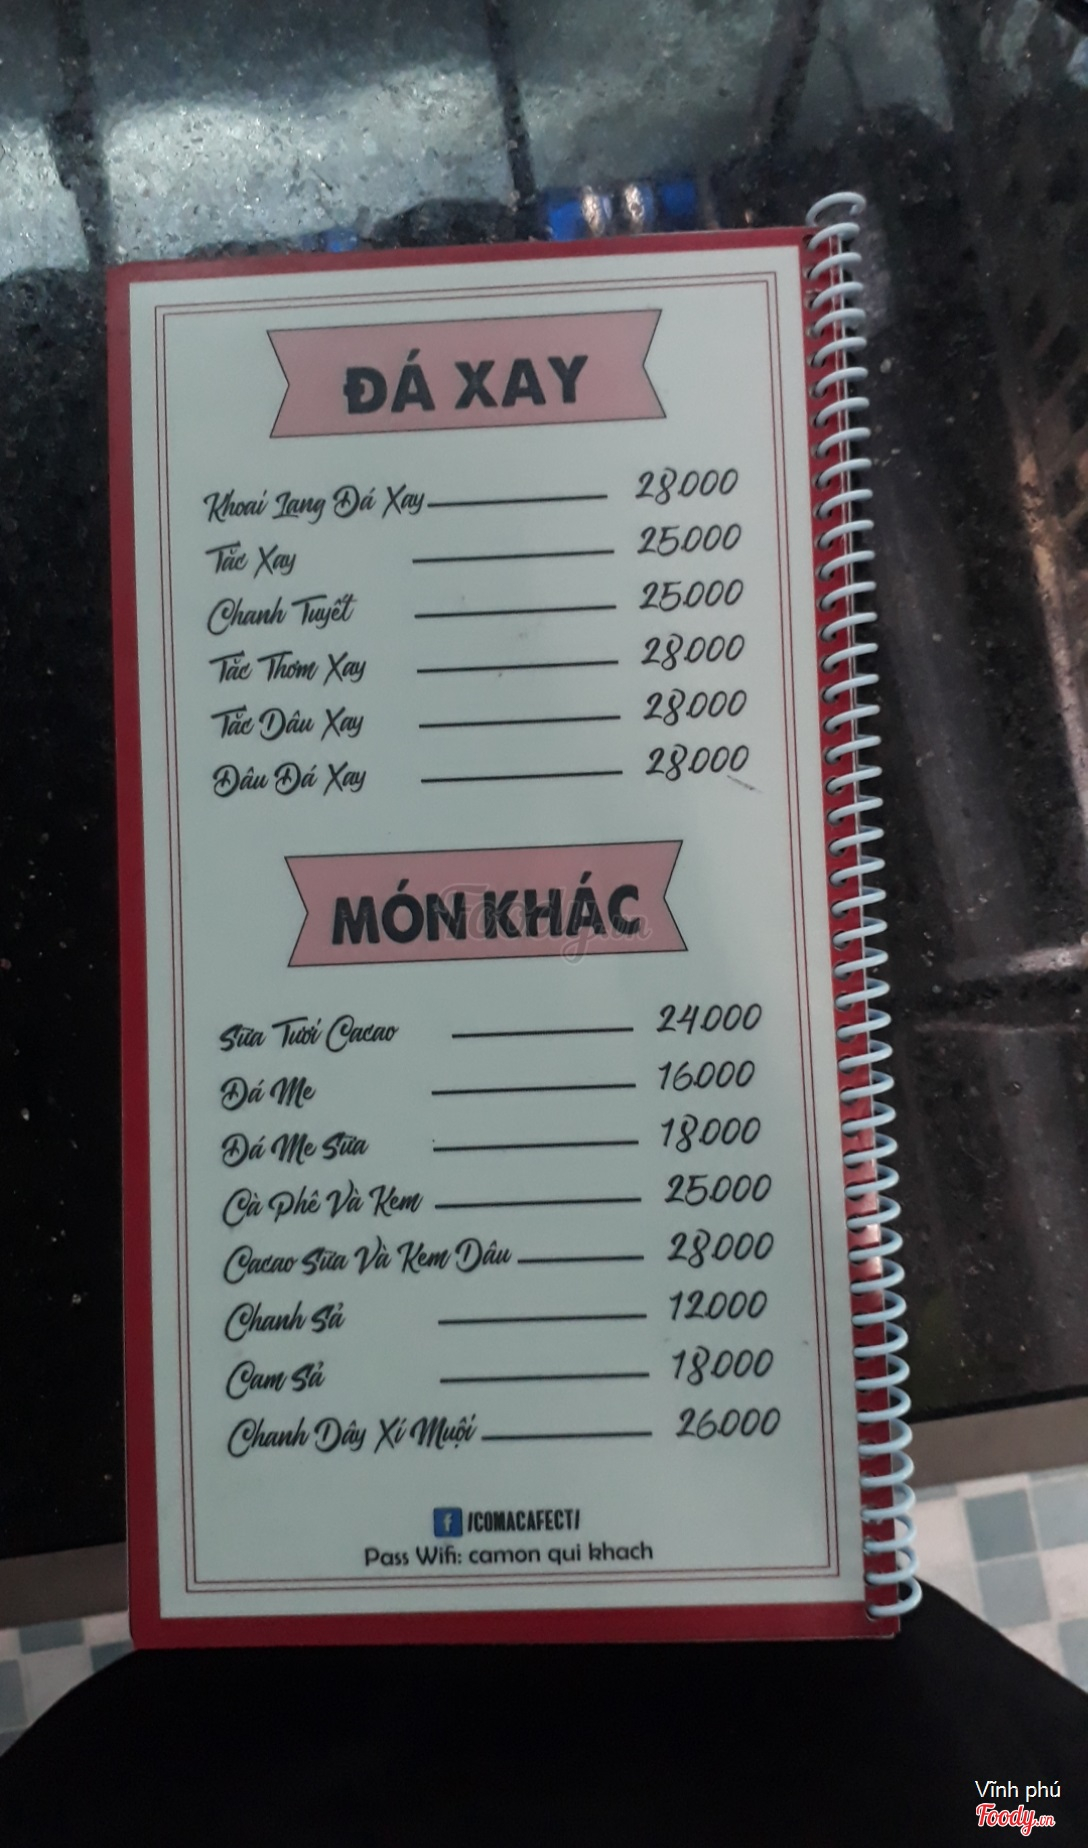 ĐÁ XAY
Khoai Lang Đá Xay 28.000
Tắc Xay 25.000
Chanh Tuyết 25.000
Tắc Thơm Xay 28.000
Tắc Dâu Xay 28.000
Dâu Đá Xay 28.000
MÓN KHÁC
Foody.vn
Sữa Tươi Cacao 24.000
Đá Me 16.000
Đá Me Sữa 18.000
Cà Phê Và Kem 25.000
Cacao Sữa Và Kem Dâu 28.000
Chanh Sả 12.000
Cam Sả 18.000
Chanh Dây Xí Muội 26.000
f /COMACAFECT/
Pass Wifi: camon qui khach
Vĩnh phú
Foody.vn